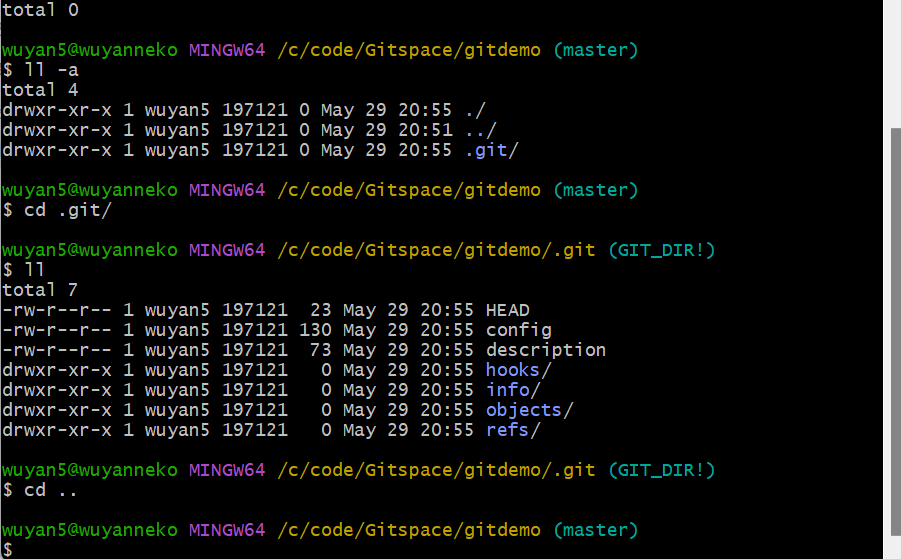 total 0
wuyan5@wuyanneko MINGW64 /c/code/Gitspace/gitdemo (master)
$ ll -a
total 4
drwxr-xr-x 1 wuyan5 197121 0 May 29 20:55 ./
drwxr-xr-x 1 wuyan5 197121 0 May 29 20:51 ../
drwxr-xr-x 1 wuyan5 197121 0 May 29 20:55 .git/
wuyan5@wuyanneko MINGW64 /c/code/Gitspace/gitdemo (master)
$ cd .git/
wuyan5@wuyanneko MINGW64 /c/code/Gitspace/gitdemo/.git (GIT_DIR!)
$ ll
total 7
-rw-r--r-- 1 wuyan5 197121  23 May 29 20:55 HEAD
-rw-r--r-- 1 wuyan5 197121 130 May 29 20:55 config
-rw-r--r-- 1 wuyan5 197121  73 May 29 20:55 description
drwxr-xr-x 1 wuyan5 197121   0 May 29 20:55 hooks/
drwxr-xr-x 1 wuyan5 197121   0 May 29 20:55 info/
drwxr-xr-x 1 wuyan5 197121   0 May 29 20:55 objects/
drwxr-xr-x 1 wuyan5 197121   0 May 29 20:55 refs/
wuyan5@wuyanneko MINGW64 /c/code/Gitspace/gitdemo/.git (GIT_DIR!)
$ cd ..
wuyan5@wuyanneko MINGW64 /c/code/Gitspace/gitdemo (master)
$